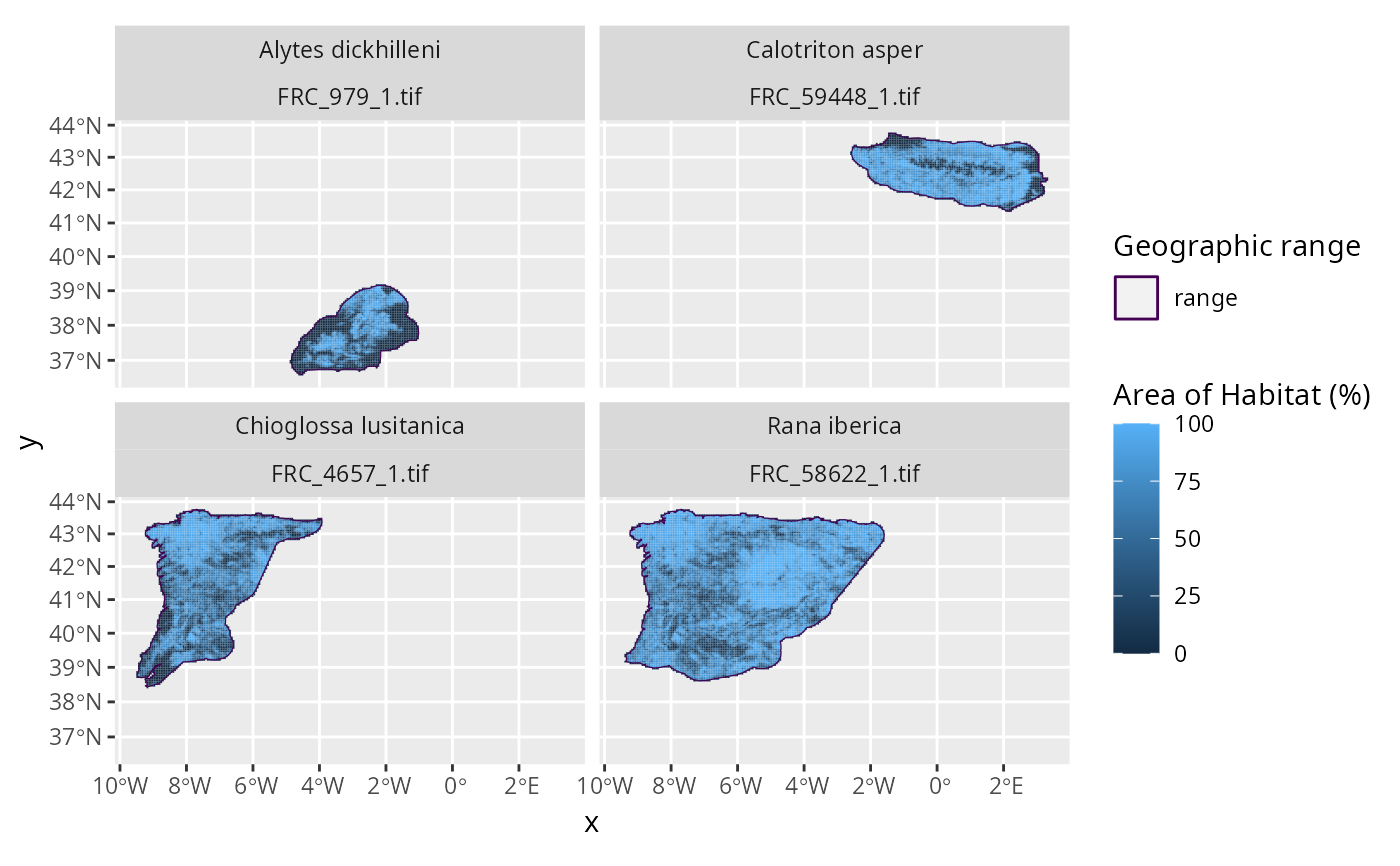 Alytes dickhilleni
Calotriton asper
FRC_979_1.tif
FRC_59448_1.tif
44°N
43°N
42°N
41°N
40°N
39°N
38°N
37°N
Chioglossa lusitanica
Rana iberica
FRC_4657_1.tif
FRC_58622_1.tif
44°N
43°N
42°N
41°N
40°N
39°N
38°N
37°N
10°W 8°W 6°W 4°W 2°W 0° 2°E
10°W 8°W 6°W 4°W 2°W 0° 2°E
x
y
Geographic range
range
Area of Habitat (%)
100
75
50
25
0